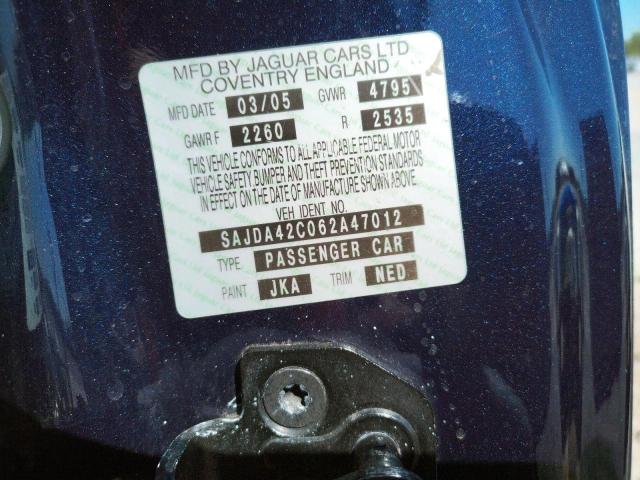 MFD BY JAGUAR CARS LTD
COVENTRY ENGLAND
MFD DATE 03/05 GVWR 4795
GAWR F 2260 R 2535
THIS VEHICLE CONFORMS TO ALL APPLICABLE FEDERAL MOTOR
VEHICLE SAFETY BUMPER AND THEFT PREVENTION STANDARDS
IN EFFECT ON THE DATE OF MANUFACTURE SHOWN ABOVE
VEH IDENT NO.
SAJDA42C062A47012
TYPE PASSENGER CAR
PAINT JKA TRIM NED